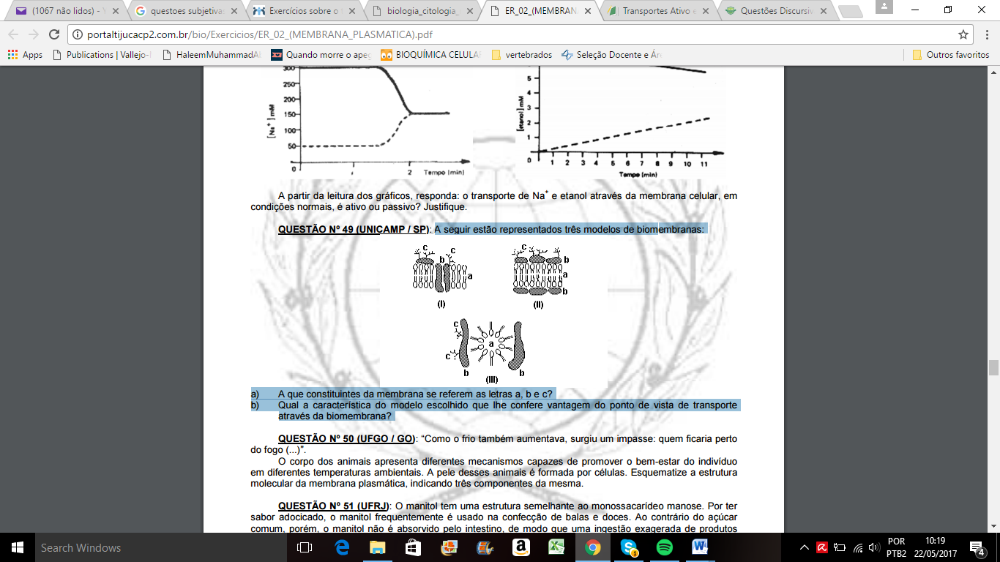 (1067 não lidos) - Y
questoes subjetivas
Exercícios sobre o t
biologia_citologia_
ER_02_(MEMBRANA
Transportes Ativo e
Questões Discursiv
portaltijucacp2.com.br/bio/Exercicios/ER_02_(MEMBRANA_PLASMATICA).pdf
Apps
Publications | Vallejo-
HaleemMuhammadA
Quando morre o ape
BIOQUÍMICA CELULA
vertebrados
Seleção Docente e Ár
Outros favoritos
300
250
200
150
100
50
0
[Na+] mM
1
2
Tempo (min)
5
4
3
2
1
0
[etanol] mM
1 2 3 4 5 6 7 8 9 10 11
Tempo (min)
A partir da leitura dos gráficos, responda: o transporte de Na+ e etanol através da membrana celular, em
condições normais, é ativo ou passivo? Justifique.
QUESTÃO Nº 49 (UNICAMP / SP): A seguir estão representados três modelos de biomembranas:
c
c
b
a
(I)
c
b
a
b
(II)
c
a
c
b
b
(III)
a) A que constituintes da membrana se referem as letras a, b e c?
b) Qual a característica do modelo escolhido que lhe confere vantagem do ponto de vista de transporte
através da biomembrana?
QUESTÃO Nº 50 (UFGO / GO): “Como o frio também aumentava, surgiu um impasse: quem ficaria perto
do fogo (...)”.
O corpo dos animais apresenta diferentes mecanismos capazes de promover o bem-estar do indivíduo
em diferentes temperaturas ambientais. A pele desses animais é formada por células. Esquematize a estrutura
molecular da membrana plasmática, indicando três componentes da mesma.
QUESTÃO Nº 51 (UFRJ): O manitol tem uma estrutura semelhante ao monossacarídeo manose. Por ter
sabor adocicado, o manitol frequentemente é usado na confecção de balas e doces. Ao contrário do açúcar
comum, porém, o manitol não é absorvido pelo intestino, de modo que uma ingestão exagerada de produtos
Search Windows
POR
PTB2
10:19
22/05/2017
4